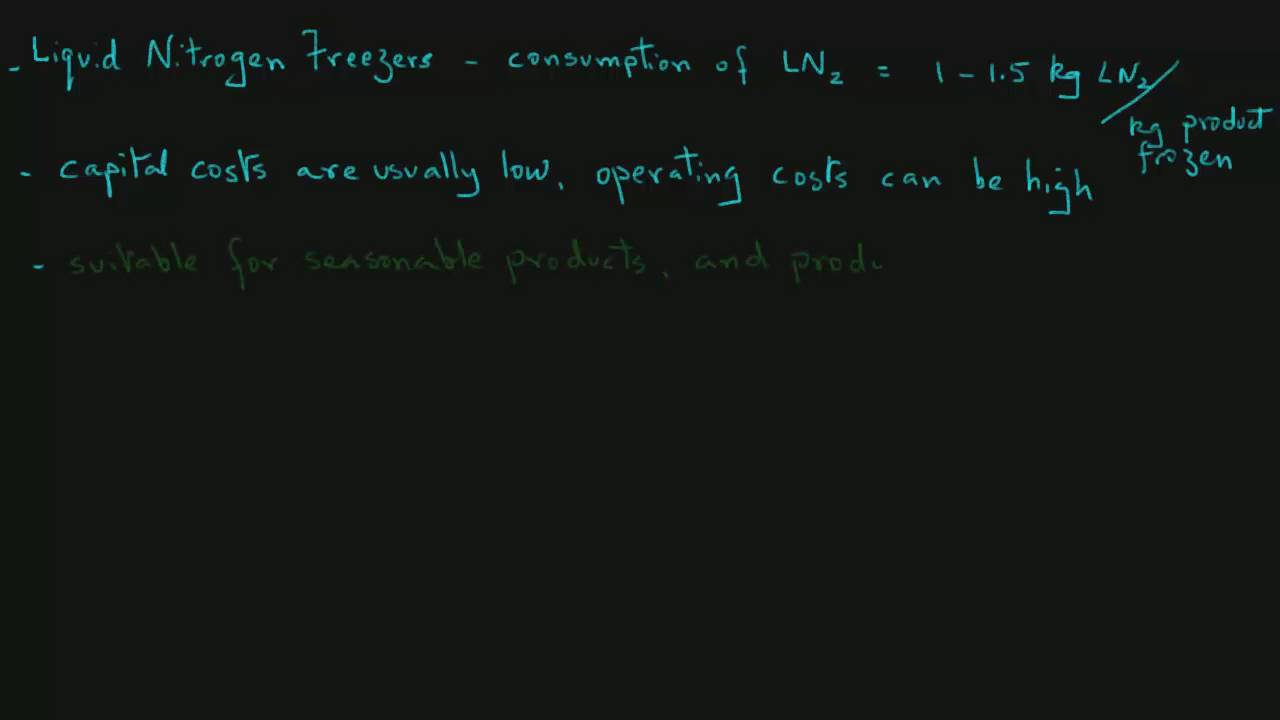 - Liquid Nitrogen Freezers - consumption of LN₂ = 1 - 1.5 kg LN₂/
kg product
frozen
- capital costs are usually low, operating costs can be high
- suitable for seasonable products, and produ